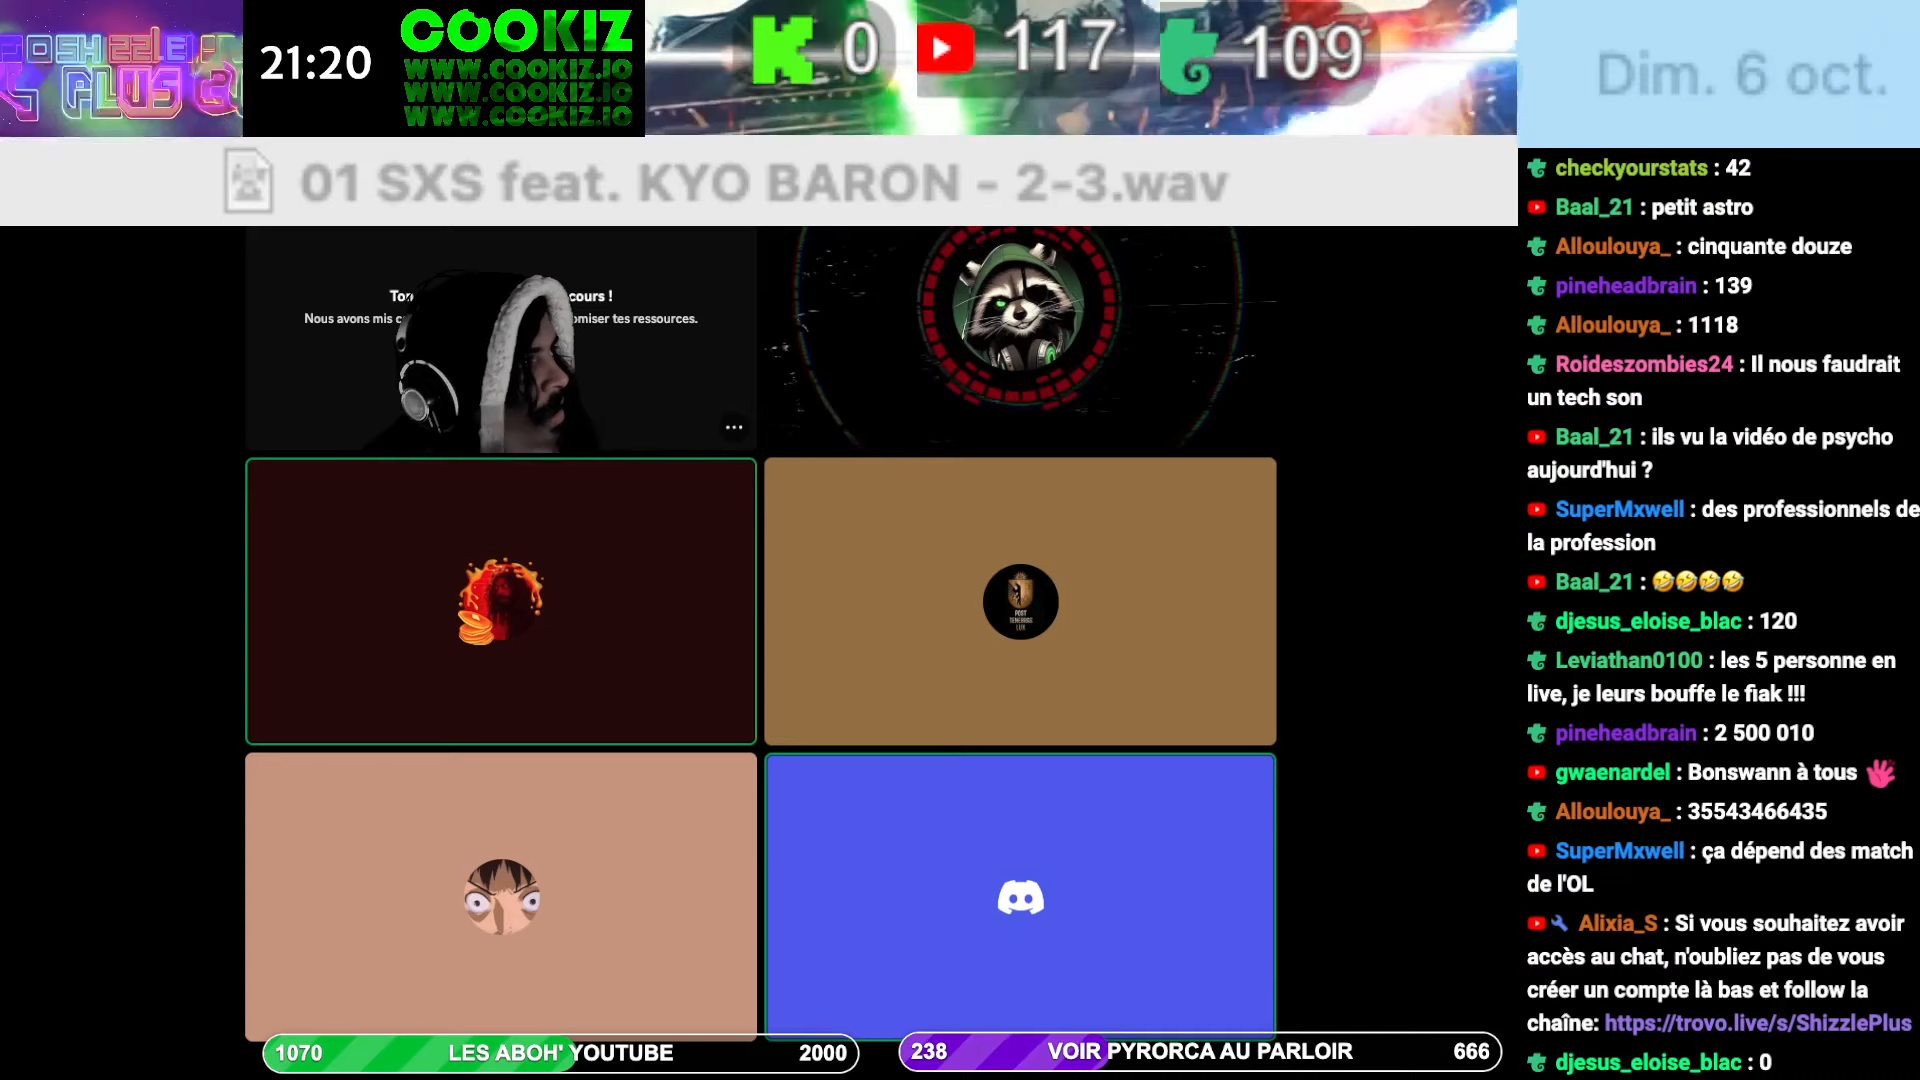 PLUS
21:20
COOKIZ
WWW.COOKIZ.IO
WWW.COOKIZ.IO
WWW.COOKIZ.IO
0
117
109
Dim. 6 oct.
01 SXS feat. KYO BARON - 2-3.wav
cours !
Nous avons mis
omiser tes ressources.
POST
TENEBRAS
LUX
1070
LES ABOH' YOUTUBE
2000
238
VOIR PYRORCA AU PARLOIR
666
checkyourstats : 42
Baal_21 : petit astro
Alloulouya_ : cinquante douze
pineheadbrain : 139
Alloulouya_ : 1118
Roideszombies24 : Il nous faudrait
un tech son
Baal_21 : ils vu la vidéo de psycho
aujourd'hui ?
SuperMxwell : des professionnels de
la profession
Baal_21 : 🤣🤣🤣🤣
djesus_eloise_blac : 120
Leviathan0100 : les 5 personne en
live, je leurs bouffe le fiak !!!
pineheadbrain : 2 500 010
gwaenardel : Bonswann à tous 👋
Alloulouya_ : 35543466435
SuperMxwell : ça dépend des match
de l'OL
Alixia_S : Si vous souhaitez avoir
accès au chat, n'oubliez pas de vous
créer un compte là bas et follow la
chaîne: https://trovo.live/s/ShizzlePlus
djesus_eloise_blac : 0